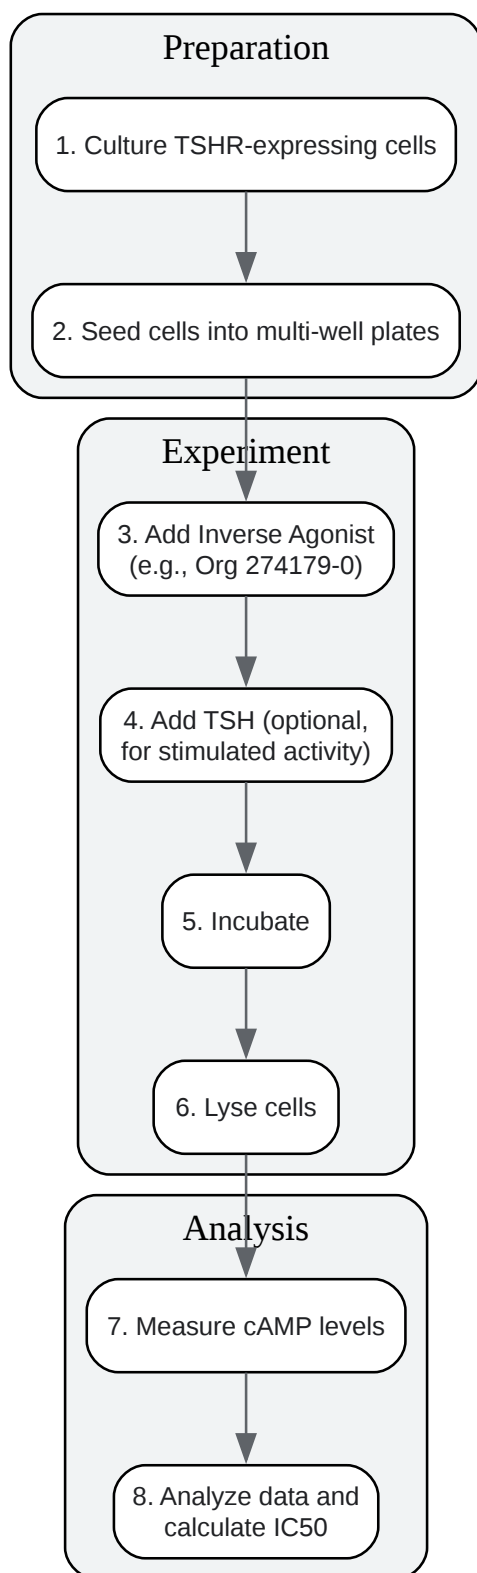 Preparation
1. Culture TSHR-expressing cells
2. Seed cells into multi-well plates
Experiment
3. Add Inverse Agonist
(e.g., Org 274179-0)
4. Add TSH (optional,
for stimulated activity)
5. Incubate
6. Lyse cells
Analysis
7. Measure cAMP levels
8. Analyze data and
calculate IC50